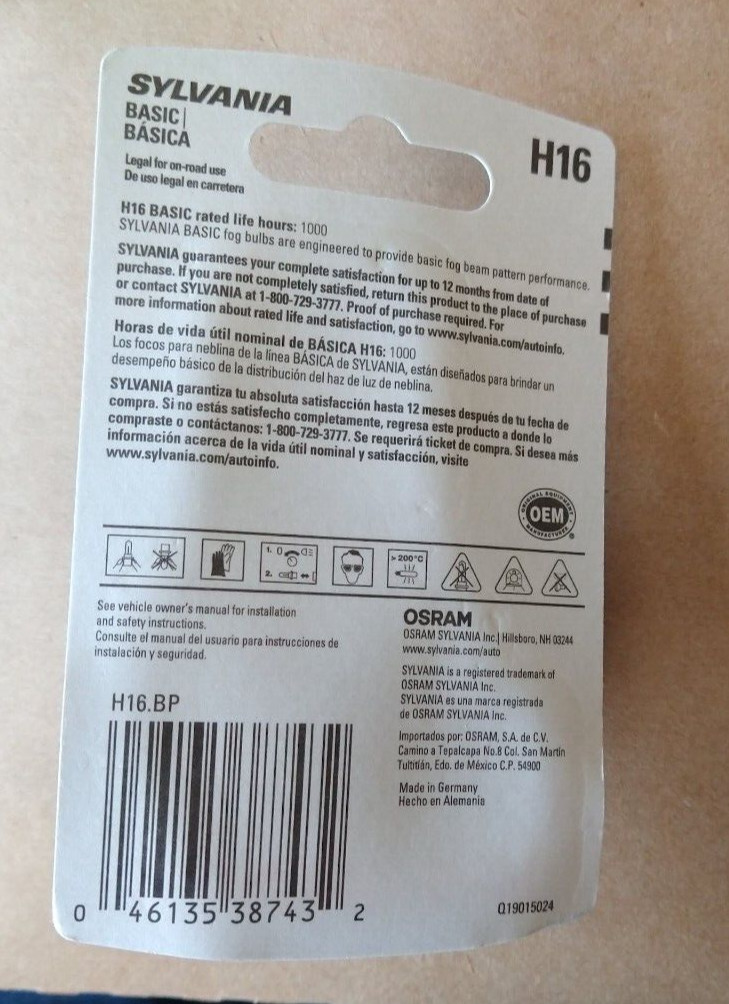 SYLVANIA
BASIC|
BÁSICA
H16
Legal for on-road use
De uso legal en carretera
H16 BASIC rated life hours: 1000
SYLVANIA BASIC fog bulbs are engineered to provide basic fog beam pattern performance.
SYLVANIA guarantees your complete satisfaction for up to 12 months from date of
purchase. If you are not completely satisfied, return this product to the place of purchase
or contact SYLVANIA at 1-800-729-3777. Proof of purchase required. For
more information about rated life and satisfaction, go to www.sylvania.com/autoinfo.
Horas de vida útil nominal de BÁSICA H16: 1000
Los focos para neblina de la línea BÁSICA de SYLVANIA, están diseñados para brindar un
desempeño básico de la distribución del haz de luz de neblina.
SYLVANIA garantiza tu absoluta satisfacción hasta 12 meses después de tu fecha de
compra. Si no estás satisfecho completamente, regresa este producto a donde lo
compraste o contáctanos: 1-800-729-3777. Se requerirá ticket de compra. Si desea más
información acerca de la vida útil nominal y satisfacción, visite
www.sylvania.com/autoinfo.
ORIGINAL EQUIPMENT
OEM
MANUFACTURER
®
1. 0
2.
>200°C
See vehicle owner's manual for installation
and safety instructions.
Consulte el manual del usuario para instrucciones de
instalación y seguridad.
OSRAM
OSRAM SYLVANIA Inc.| Hillsboro, NH 03244
www.sylvania.com/auto
SYLVANIA is a registered trademark of
OSRAM SYLVANIA Inc.
SYLVANIA es una marca registrada
de OSRAM SYLVANIA Inc.
Importados por: OSRAM, S.A. de C.V.
Camino a Tepalcapa No.8 Col. San Martín
Tultitlán, Edo. de México C.P. 54900
Made in Germany
Hecho en Alemania
H16.BP
0 46135 38743 2
Q19015024